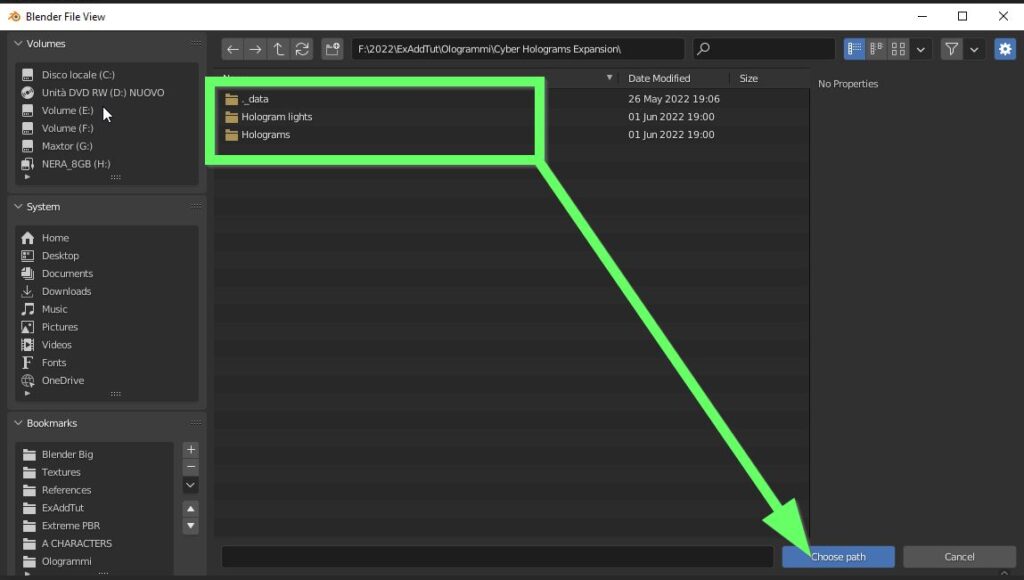 Blender File View
Volumes
Disco locale (C:)
Unità DVD RW (D:) NUOVO
Volume (E:)
Volume (F:)
Maxtor (G:)
NERA_8GB (H:)
System
Home
Desktop
Documents
Downloads
Music
Pictures
Videos
Fonts
OneDrive
Bookmarks
Blender Big
Textures
References
ExAddTut
Extreme PBR
A CHARACTERS
Ologrammi
F:\2022\ExAddTut\Ologrammi\Cyber Holograms Expansion\
Date Modified Size
._data 26 May 2022 19:06
Hologram lights 01 Jun 2022 19:00
Holograms 01 Jun 2022 19:00
No Properties
Choose path Cancel